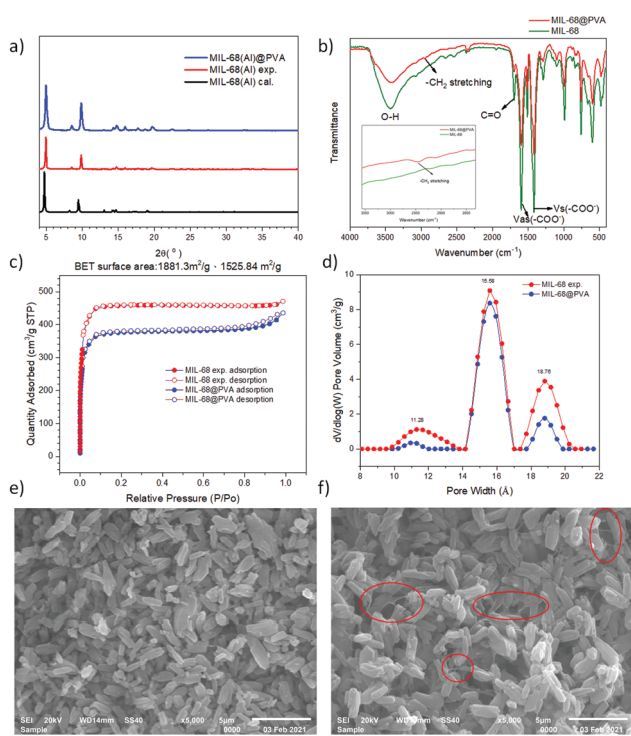 a)
MIL-68(Al)@PVA
MIL-68(Al) exp.
MIL-68(Al) cal.
5 10 15 20 25 30 35 40
2θ(°)
b)
MIL-68@PVA
MIL-68
Transmittance
-CH2 stretching
O-H
C=O
MIL-68@PVA
MIL-68
-CH2 stretching
Wavenumber (cm-1)
Vs(-COO-)
Vas(-COO-)
4000 3500 3000 2500 2000 1500 1000 500
Wavenumber (cm-1)
c)
BET surface area:1881.3m2/g、1525.84 m2/g
Quantity Adsorbed (cm3/g STP)
500
400
300
200
100
0
MIL-68 exp. adsorption
MIL-68 exp. desorption
MIL-68@PVA adsorption
MIL-68@PVA desorption
0.0 0.2 0.4 0.6 0.8 1.0
Relative Pressure (P/Po)
d)
dV/dlog(W) Pore Volume (cm3/g)
10
8
6
4
2
0
MIL-68 exp.
MIL-68@PVA
15.59
18.76
11.28
8 10 12 14 16 18 20 22
Pore Width (Å)
e)
SEI 20kV WD14mm SS40 x5,000 5μm
Sample 0000 03 Feb 2021
f)
SEI 20kV SS40 x5,000 5μm
Sample 0000 03 Feb 2021